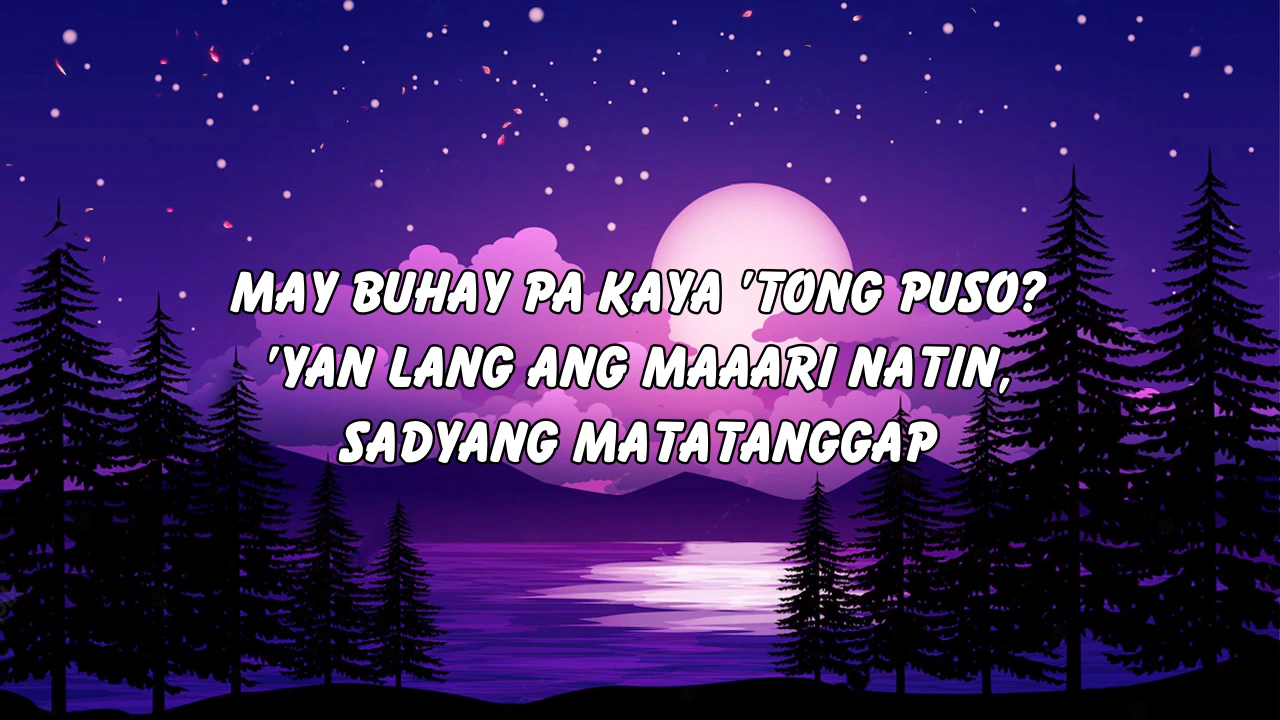 MAY BUHAY PA KAYA 'TONG PUSO?
'YAN LANG ANG MAAARI NATIN,
SADYANG MATATANGGAP